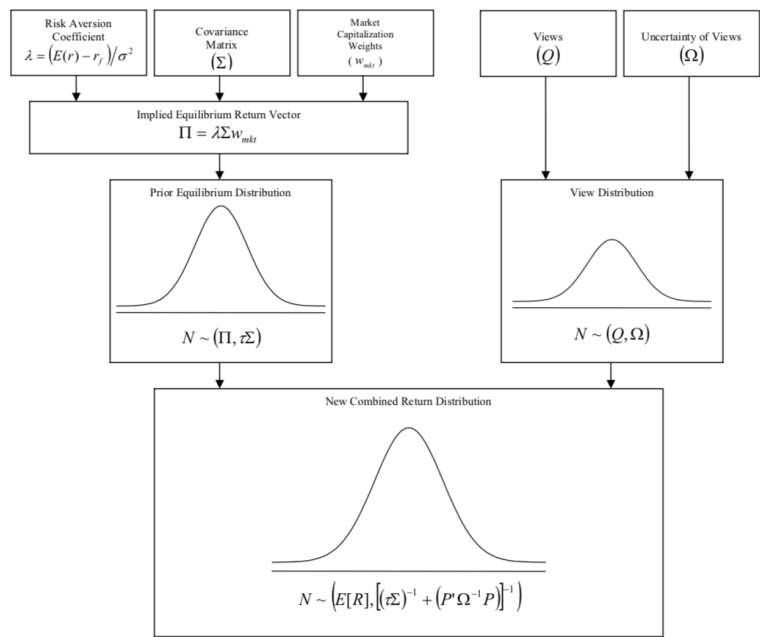 Risk Aversion
Coefficient
λ = (E(r) − r_f)/σ²
Covariance
Matrix
(Σ)
Market
Capitalization
Weights
(w_mkt)
Views
(Q)
Uncertainty of Views
(Ω)
Implied Equilibrium Return Vector
Π = λΣw_mkt
Prior Equilibrium Distribution
N ~ (Π, τΣ)
View Distribution
N ~ (Q, Ω)
New Combined Return Distribution
N ~ (E[R], [(τΣ)⁻¹ + (P'Ω⁻¹P)]⁻¹)